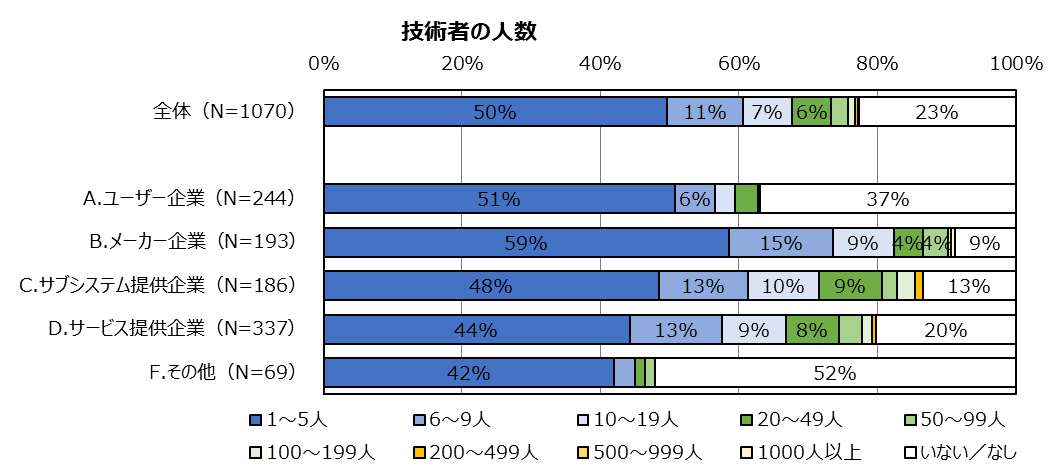 技術者の人数
0% 20% 40% 60% 80% 100%
全体（N=1070） 50% 11% 7% 6% 23%
A.ユーザー企業（N=244） 51% 6% 37%
B.メーカー企業（N=193） 59% 15% 9% 4% 4% 9%
C.サブシステム提供企業（N=186） 48% 13% 10% 9% 13%
D.サービス提供企業（N=337） 44% 13% 9% 8% 20%
F.その他（N=69） 42% 52%
1～5人 6～9人 10～19人 20～49人 50～99人
100～199人 200～499人 500～999人 1000人以上 いない／なし